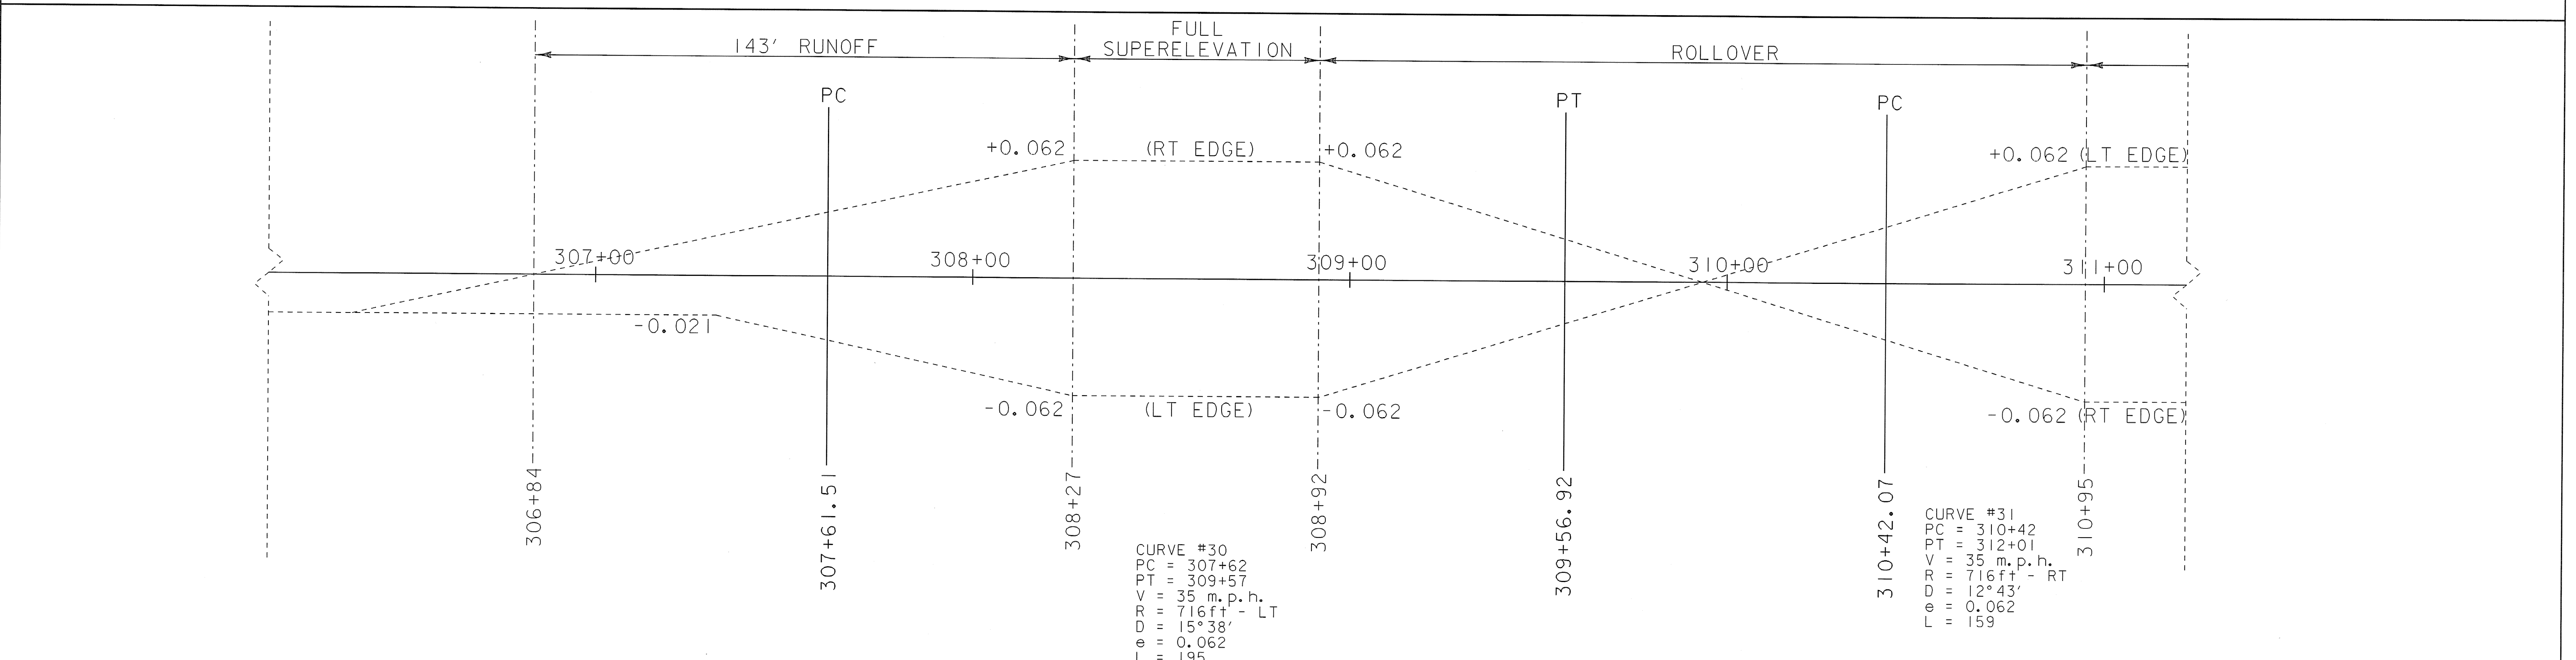 143' RUNOFF
FULL
SUPERELEVATION
ROLLOVER
PC
PT
PC
+0.062
(RT EDGE)
+0.062
+0.062 (LT EDGE)
307+00
308+00
309+00
310+00
311+00
-0.021
-0.062
(LT EDGE)
-0.062
-0.062 (RT EDGE)
306+84
307+61.51
308+27
308+92
309+56.92
310+42.07
310+95
CURVE #30
PC = 307+62
PT = 309+57
V = 35 m.p.h.
R = 716ft - LT
D = 15°38'
e = 0.062
L = 195
CURVE #31
PC = 310+42
PT = 312+01
V = 35 m.p.h.
R = 716ft - RT
D = 12°43'
e = 0.062
L = 159